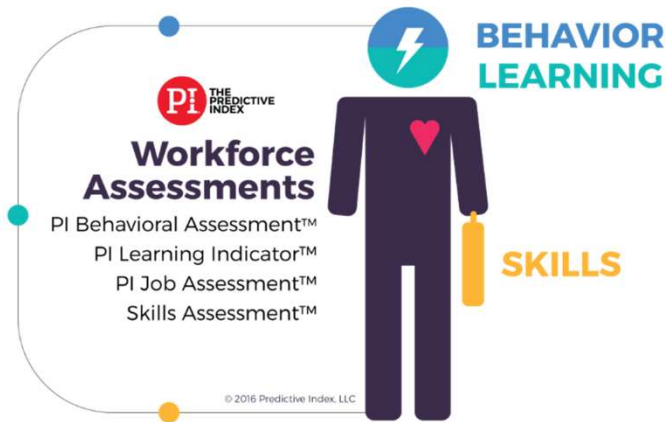 PI THE
PREDICTIVE
INDEX
Workforce
Assessments
PI Behavioral Assessment™
PI Learning Indicator™
PI Job Assessment™
Skills Assessment™
© 2016 Predictive Index, LLC
BEHAVIOR
LEARNING
SKILLS